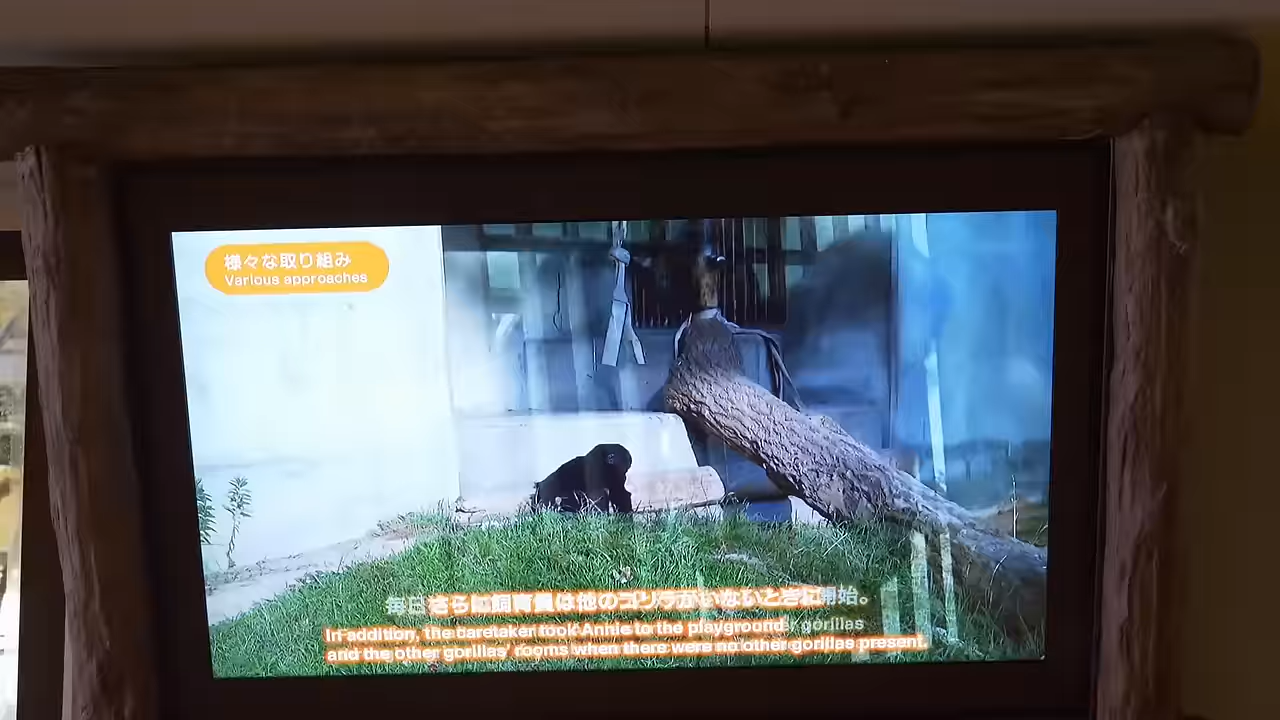 様々な取り組み
Various approaches
さらに飼育員は他のゴリラがいないときに
In addition, the caretaker took Annie to the playground
and the other gorillas' rooms when there were no other gorillas present.